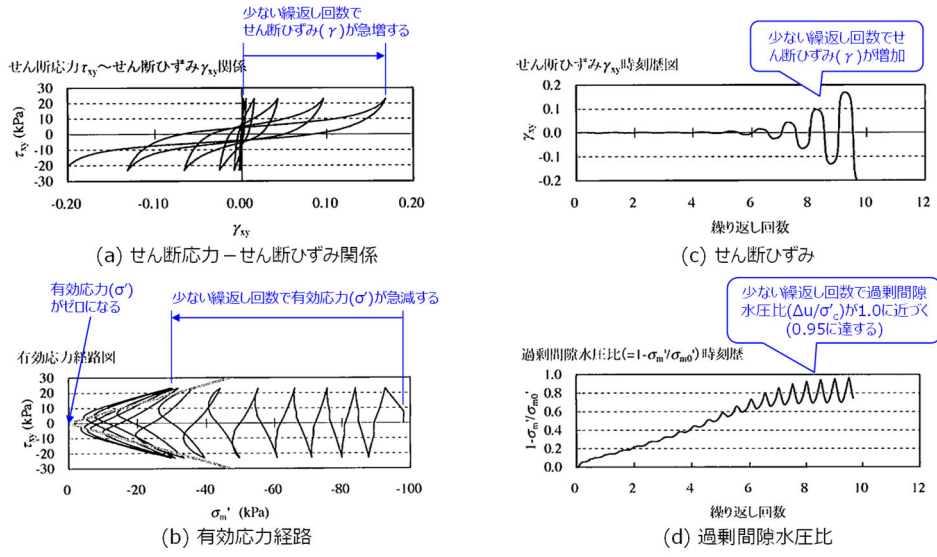 少ない繰返し回数で
せん断ひずみ(γ)が急増する
せん断応力τxy～せん断ひずみγxy関係
τxy (kPa)
30
20
10
0
-10
-20
-30
-0.20
-0.10
0.00
0.10
0.20
γxy
(a) せん断応力－せん断ひずみ関係
少ない繰返し回数でせ
ん断ひずみ(γ)が増加
せん断ひずみγxy時刻歴図
γxy
0.2
0.1
0.0
-0.1
-0.2
0
2
4
6
8
10
12
繰り返し回数
(c) せん断ひずみ
有効応力(σ')
がゼロになる
少ない繰返し回数で有効応力(σ')が急減する
有効応力経路図
τxy (kPa)
30
20
10
0
-10
-20
-30
0
-20
-40
-60
-80
-100
σm' (kPa)
(b) 有効応力経路
少ない繰返し回数で過剰間隙
水圧比(Δu/σ'c)が1.0に近づく
(0.95に達する)
過剰間隙水圧比(=1-σm'/σm0')時刻歴
1-σm'/σm0'
1.0
0.8
0.6
0.4
0.2
0.0
0
2
4
6
8
10
12
繰り返し回数
(d) 過剰間隙水圧比